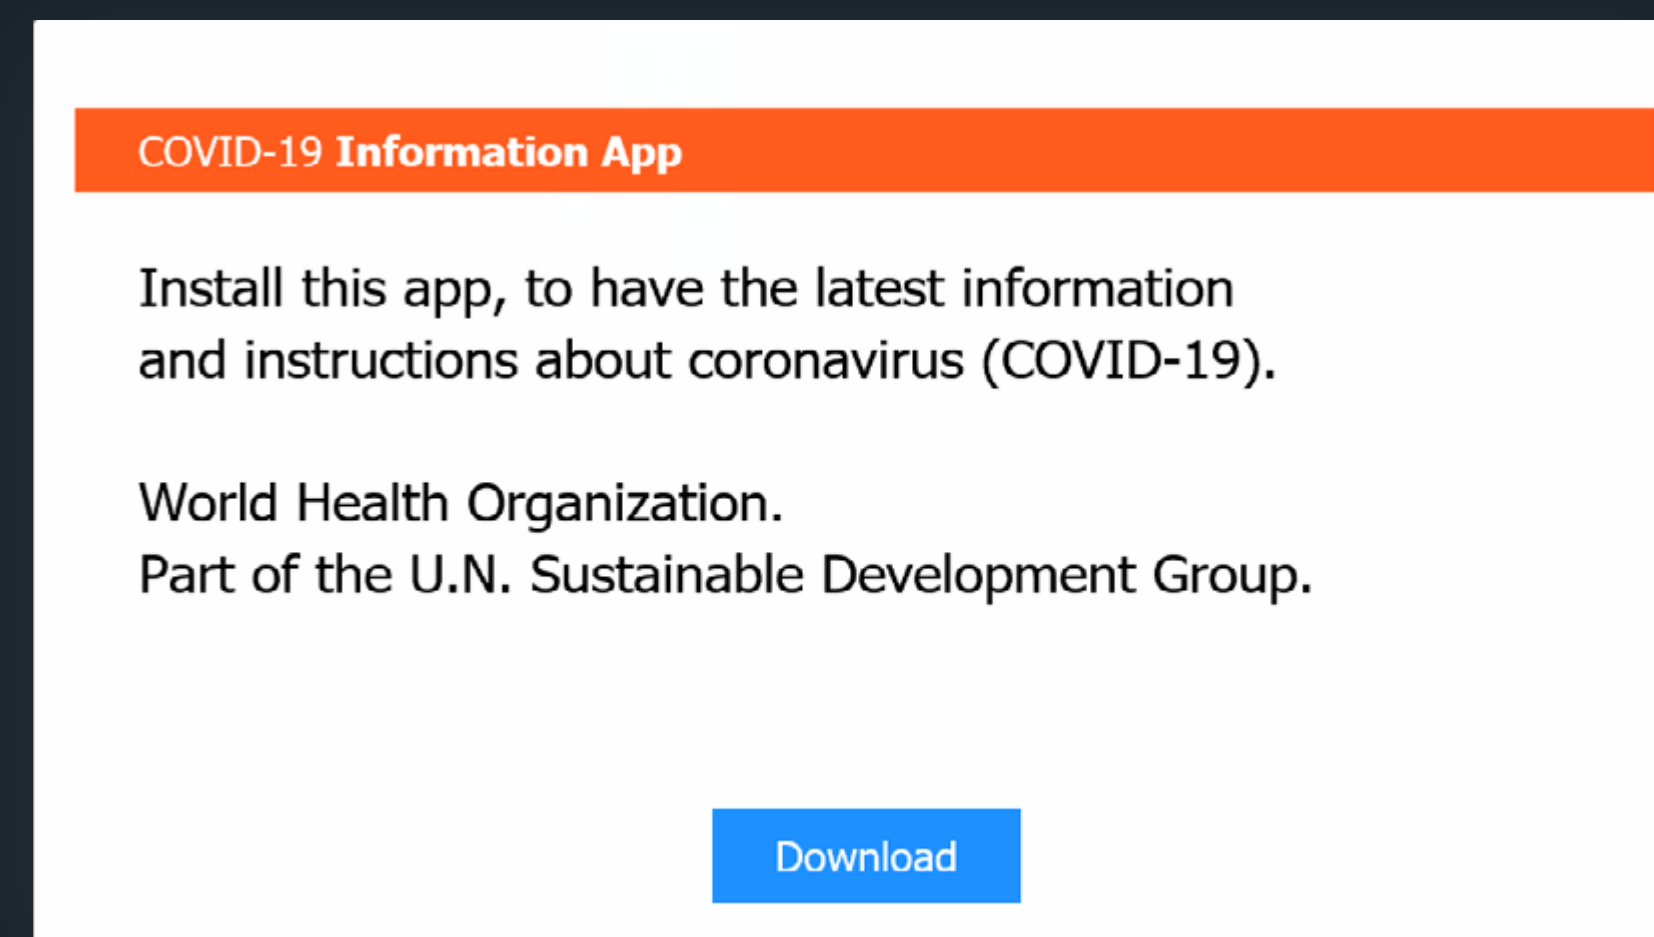 COVID-19 Information App
Install this app, to have the latest information
and instructions about coronavirus (COVID-19).
World Health Organization.
Part of the U.N. Sustainable Development Group.
Download